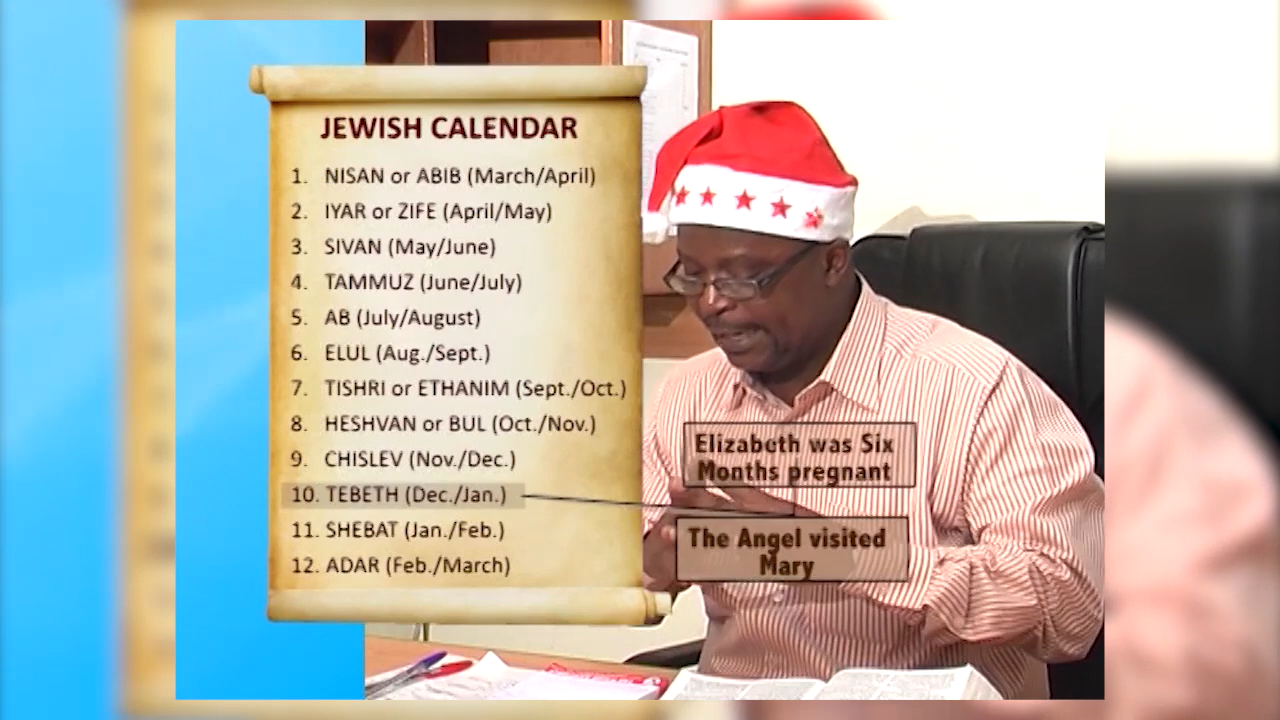 JEWISH CALENDAR
1. NISAN or ABIB (March/April)
2. IYAR or ZIFE (April/May)
3. SIVAN (May/June)
4. TAMMUZ (June/July)
5. AB (July/August)
6. ELUL (Aug./Sept.)
7. TISHRI or ETHANIM (Sept./Oct.)
8. HESHVAN or BUL (Oct./Nov.)
9. CHISLEV (Nov./Dec.)
10. TEBETH (Dec./Jan.)
11. SHEBAT (Jan./Feb.)
12. ADAR (Feb./March)
Elizabeth was Six
Months pregnant
The Angel visited
Mary